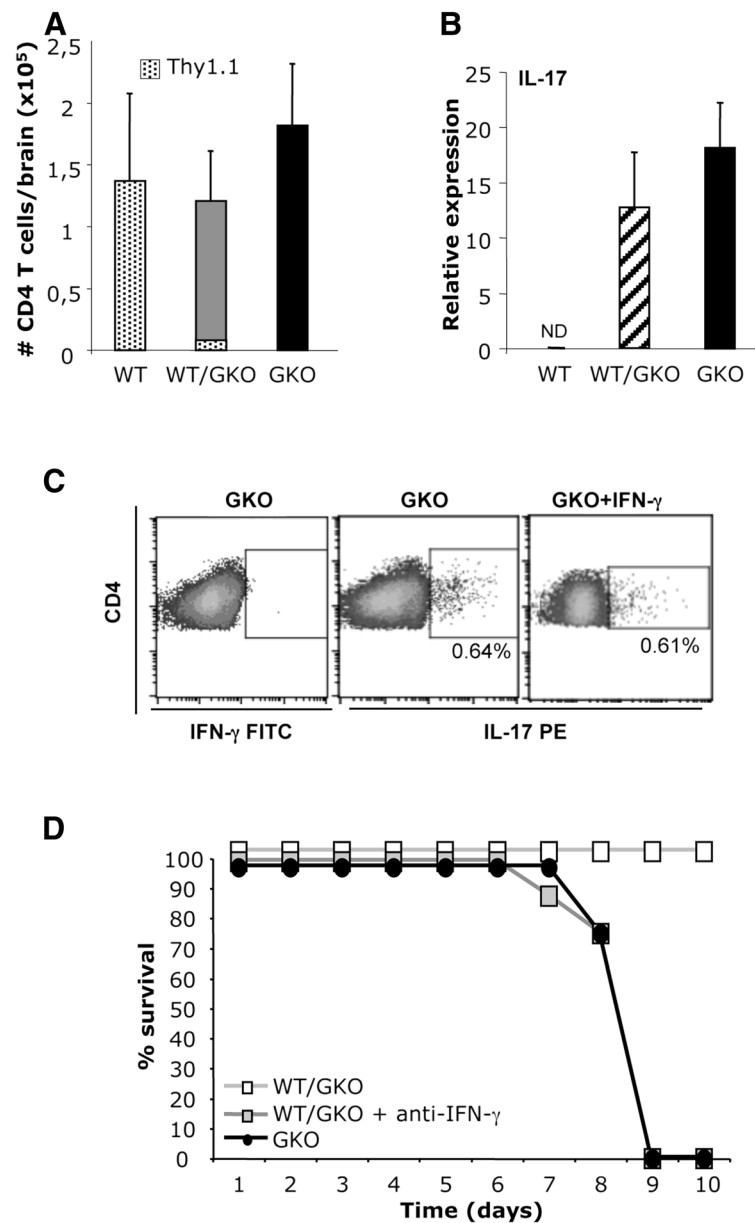 A
# CD4 T cells/brain (x10⁵)
2,5
2
1,5
1
0,5
0
Thy1.1
WT
WT/GKO
GKO
B
Relative expression
IL-17
25
20
15
10
5
0
ND
WT
WT/GKO
GKO
C
GKO
GKO
GKO+IFN-γ
CD4
0.64%
0.61%
IFN-γ FITC
IL-17 PE
D
% survival
100
90
80
70
60
50
40
30
20
10
0
WT/GKO
WT/GKO + anti-IFN-γ
GKO
1 2 3 4 5 6 7 8 9 10
Time (days)